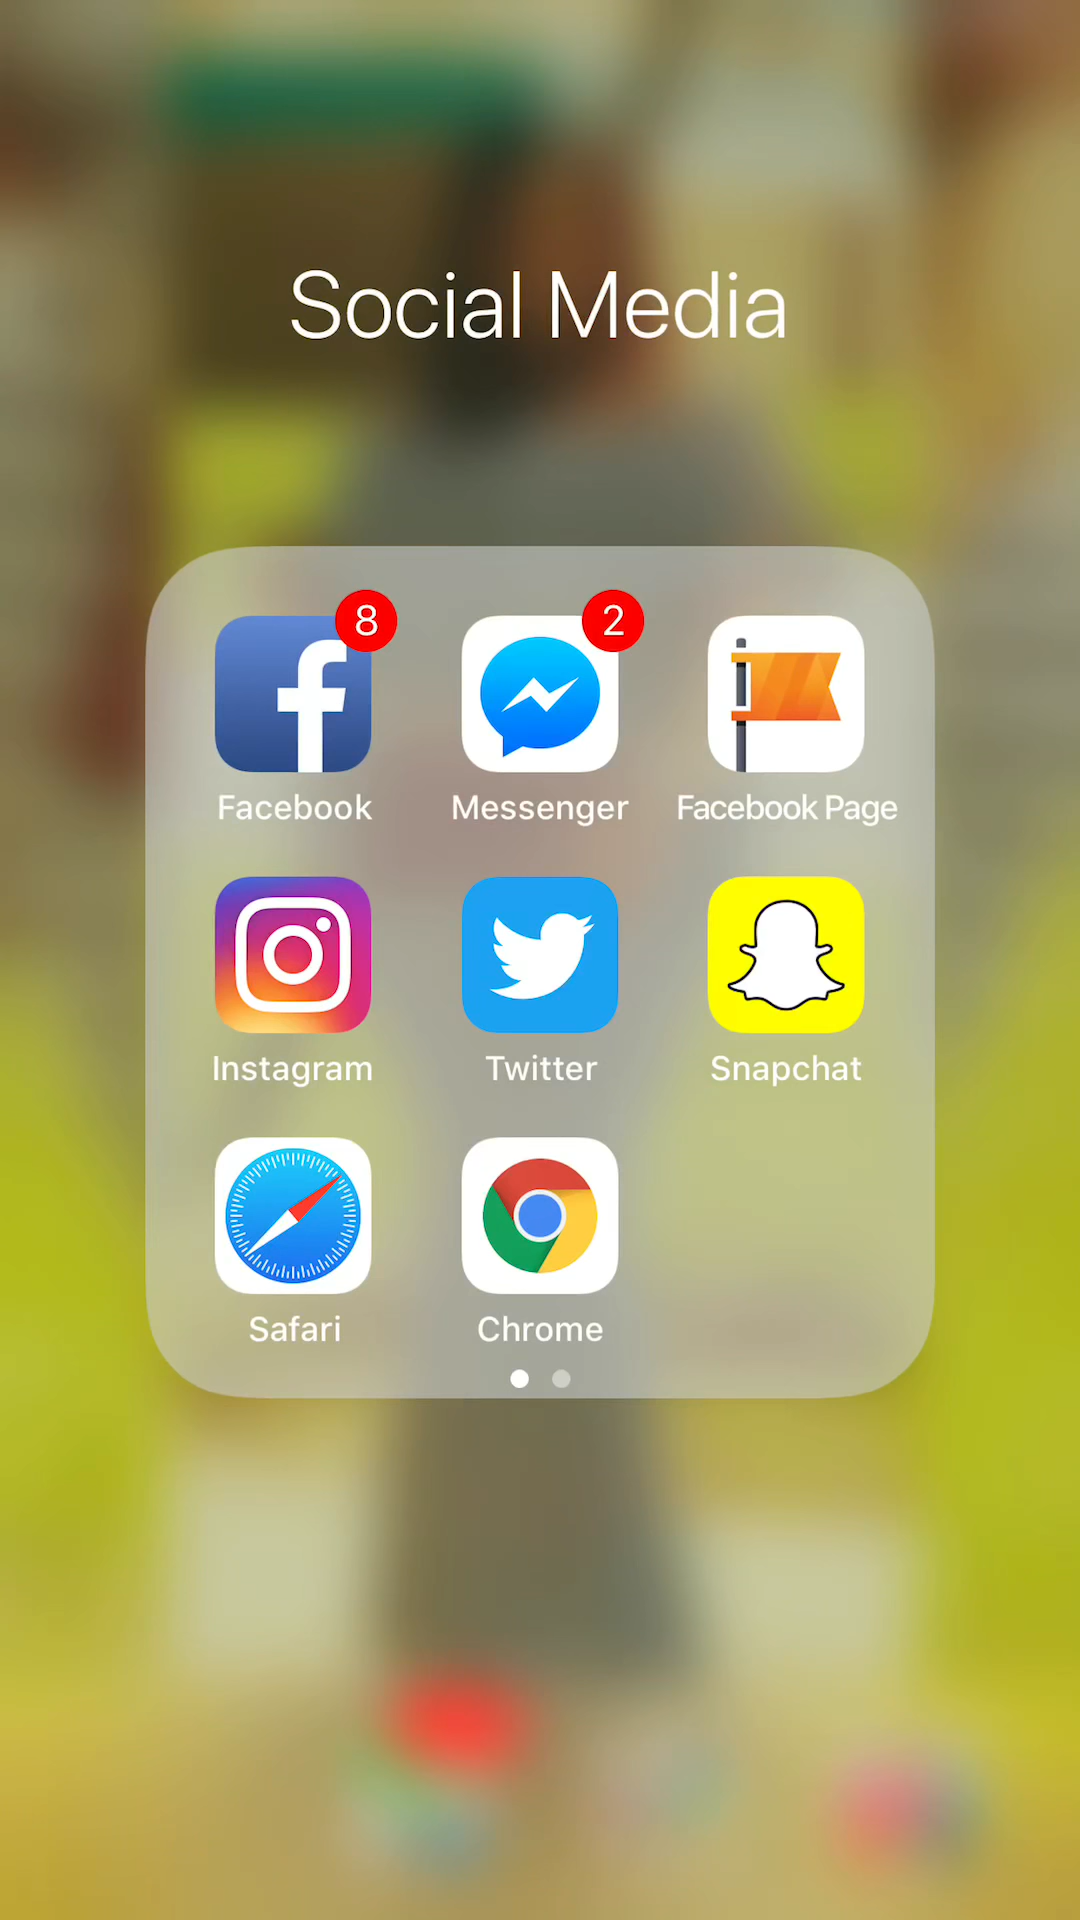 Social Media
8
2
Facebook
Messenger
Facebook Page
Instagram
Twitter
Snapchat
Safari
Chrome